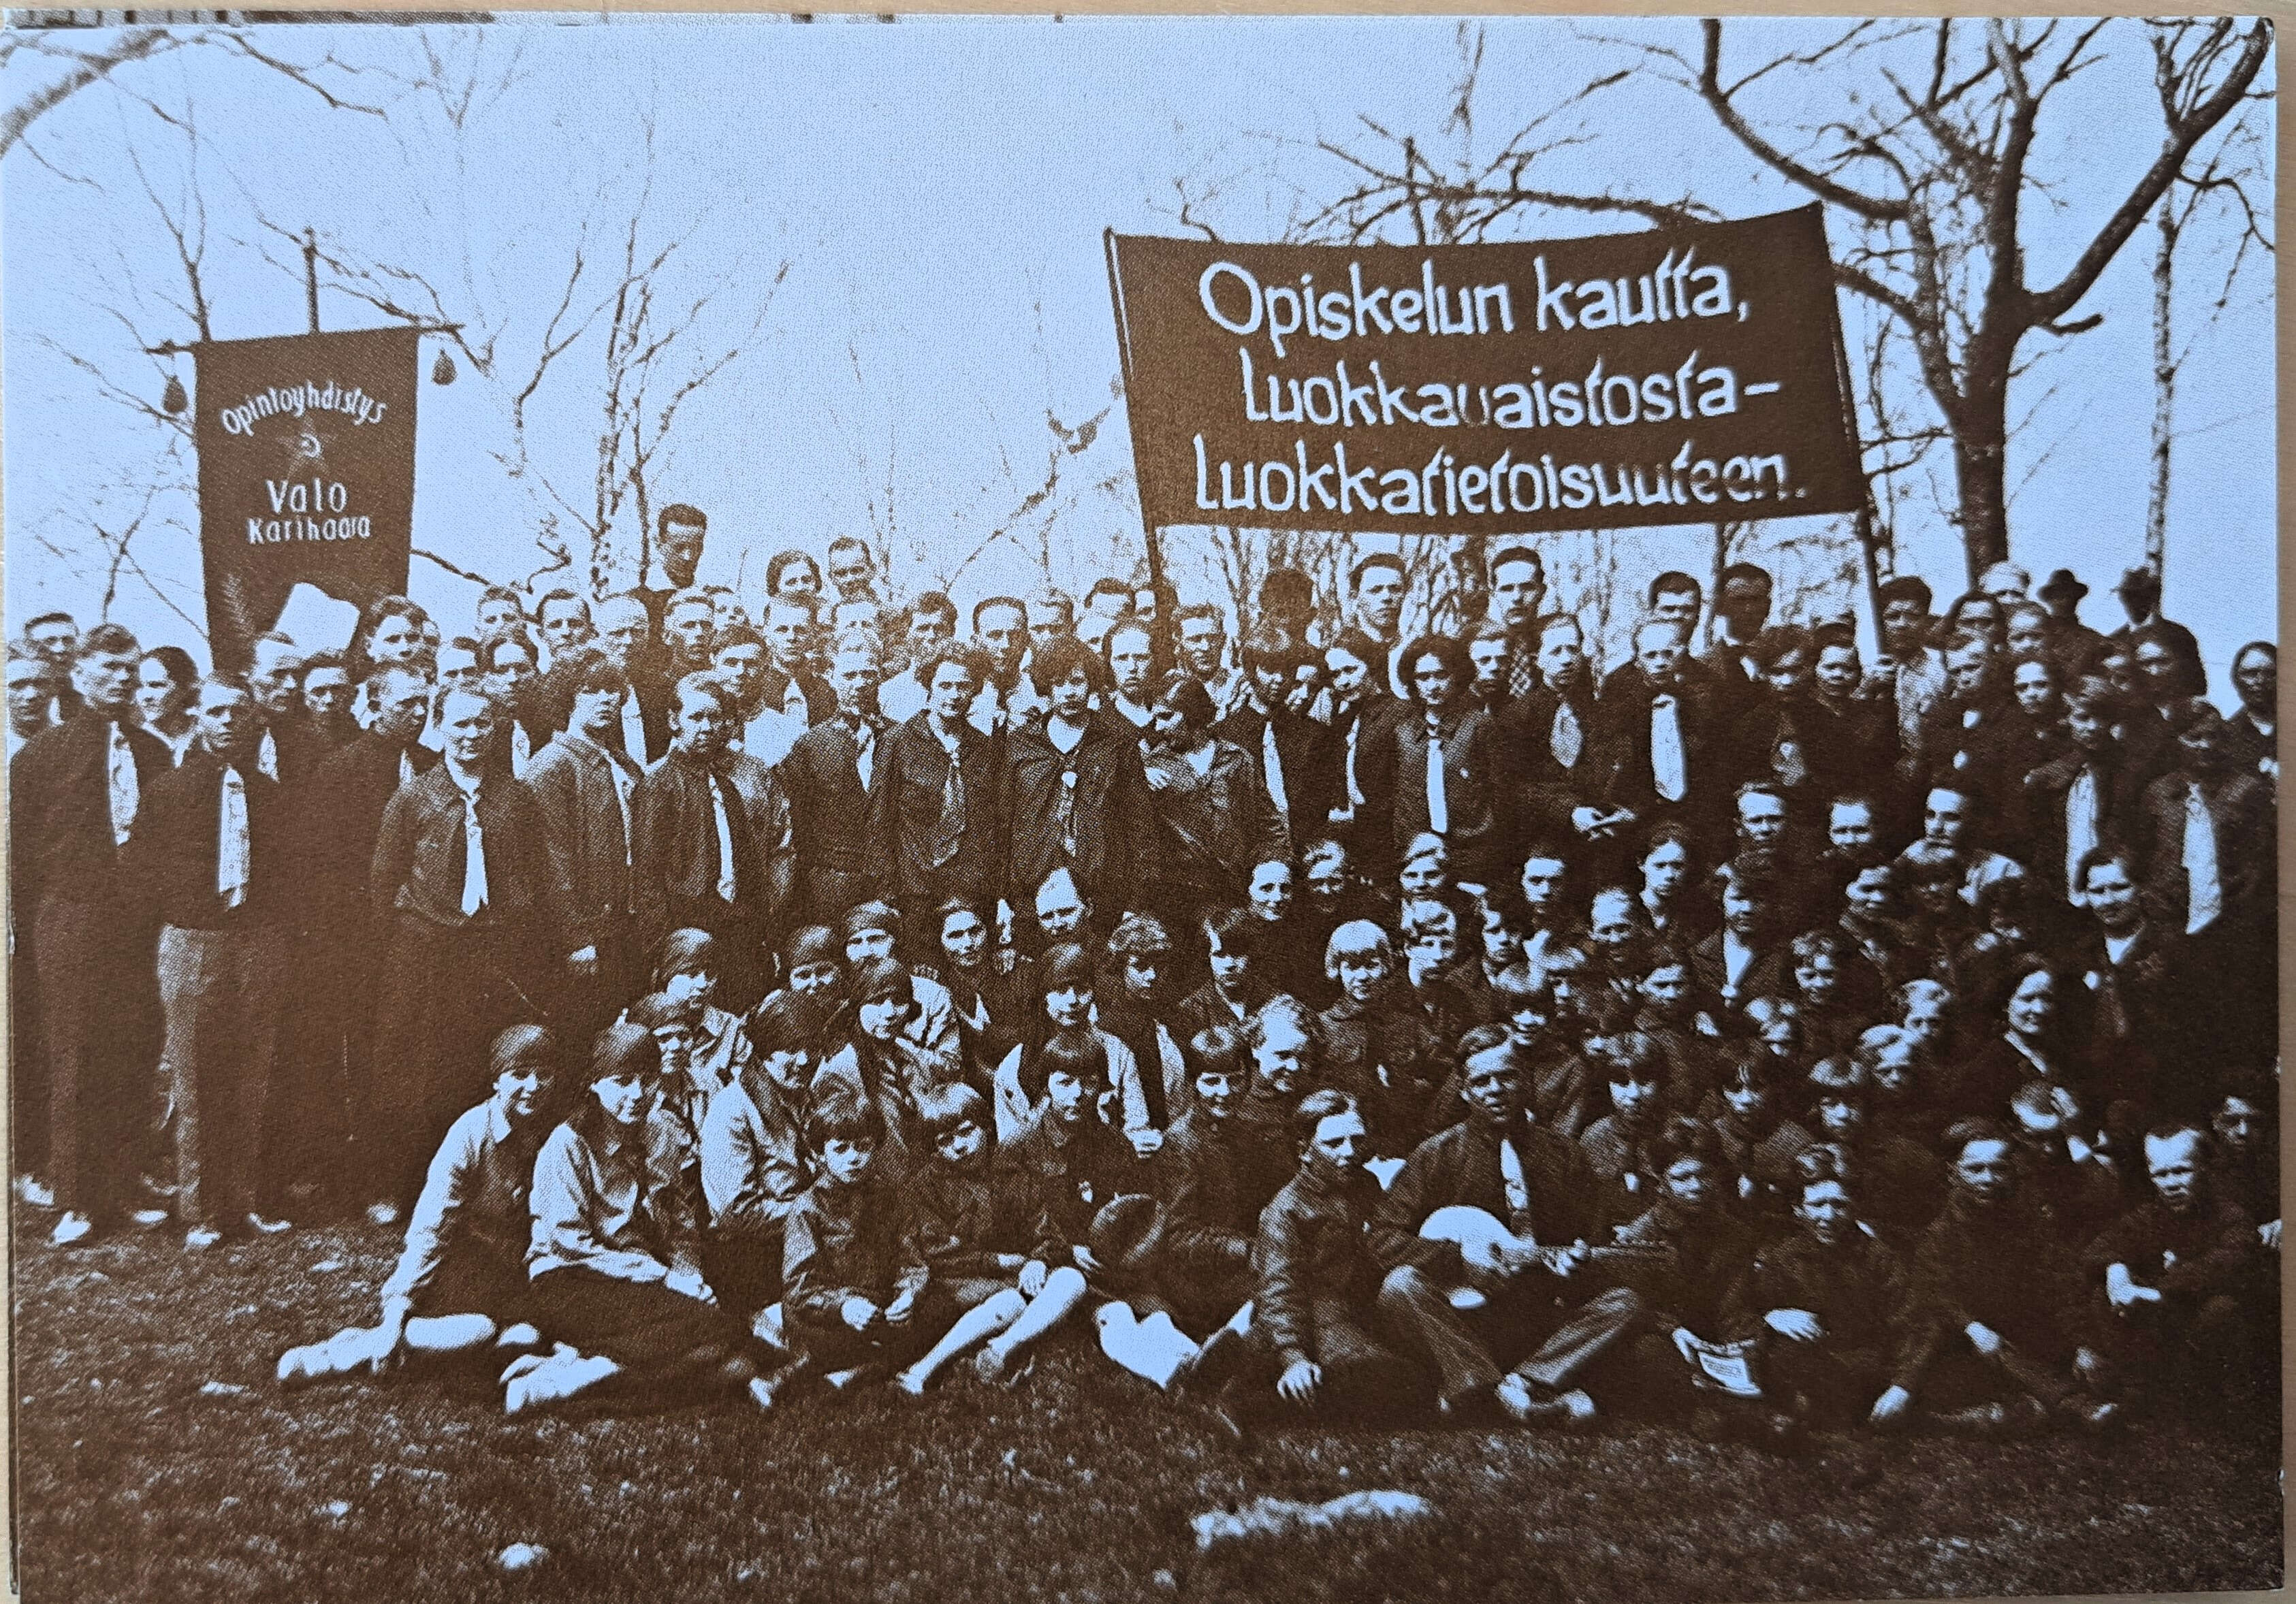 Opintoyhdistys
Valo
Karihaara
Opiskelun kautta,
luokkavaistosta-
luokkatietoisuuteen.